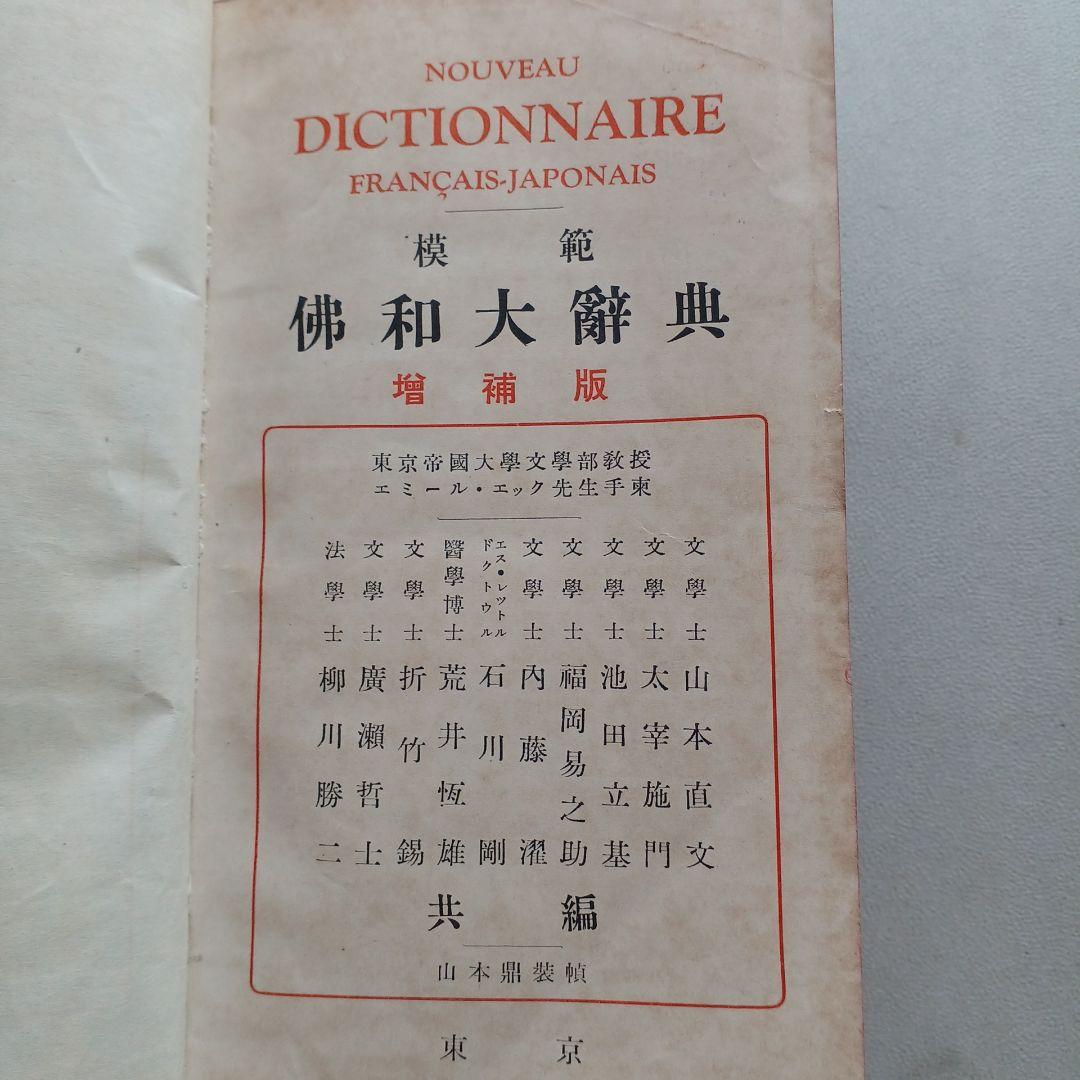 NOUVEAU
DICTIONNAIRE
FRANÇAIS-JAPONAIS
模範
佛和大辭典
增補版
東京帝國大學文學部教授
エミール・エック先生手柬
文學士 山本直文
文學士 太宰施門
文學士 池田立基
文學士 福岡易之助
文學士 內藤濯
エス・レツトル
ドクトウル 石川剛
醫學博士 荒井恆雄
文學士 折竹錫
文學士 廣瀨哲士
法學士 柳川勝二
共編
山本鼎裝幀
東京